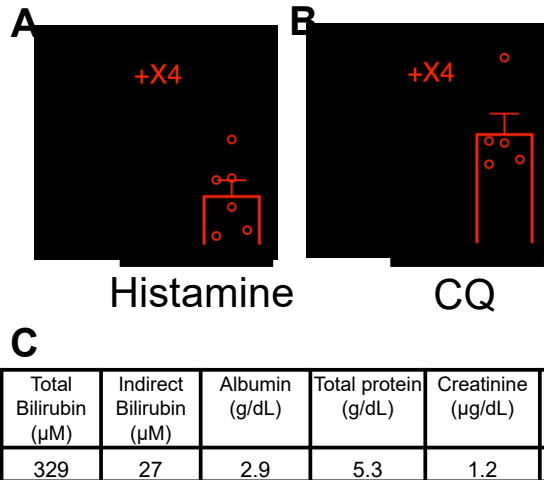 A
B
+X4
+X4
Histamine
CQ
C
Total Bilirubin (µM)
Indirect Bilirubin (µM)
Albumin (g/dL)
Total protein (g/dL)
Creatinine (µg/dL)
329
27
2.9
5.3
1.2